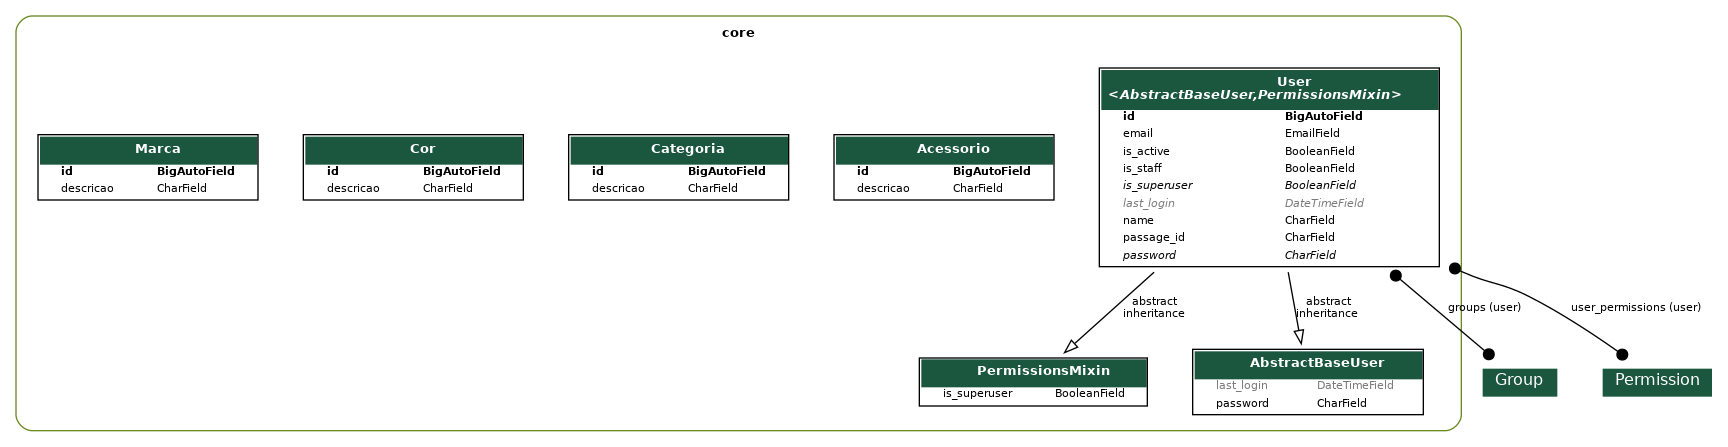 core
User
<AbstractBaseUser,PermissionsMixin>
id BigAutoField
email EmailField
is_active BooleanField
is_staff BooleanField
is_superuser BooleanField
last_login DateTimeField
name CharField
passage_id CharField
password CharField
Marca
id BigAutoField
descricao CharField
Cor
id BigAutoField
descricao CharField
Categoria
id BigAutoField
descricao CharField
Acessorio
id BigAutoField
descricao CharField
abstract
inheritance
abstract
inheritance
groups (user)
user_permissions (user)
PermissionsMixin
is_superuser BooleanField
AbstractBaseUser
last_login DateTimeField
password CharField
Group
Permission